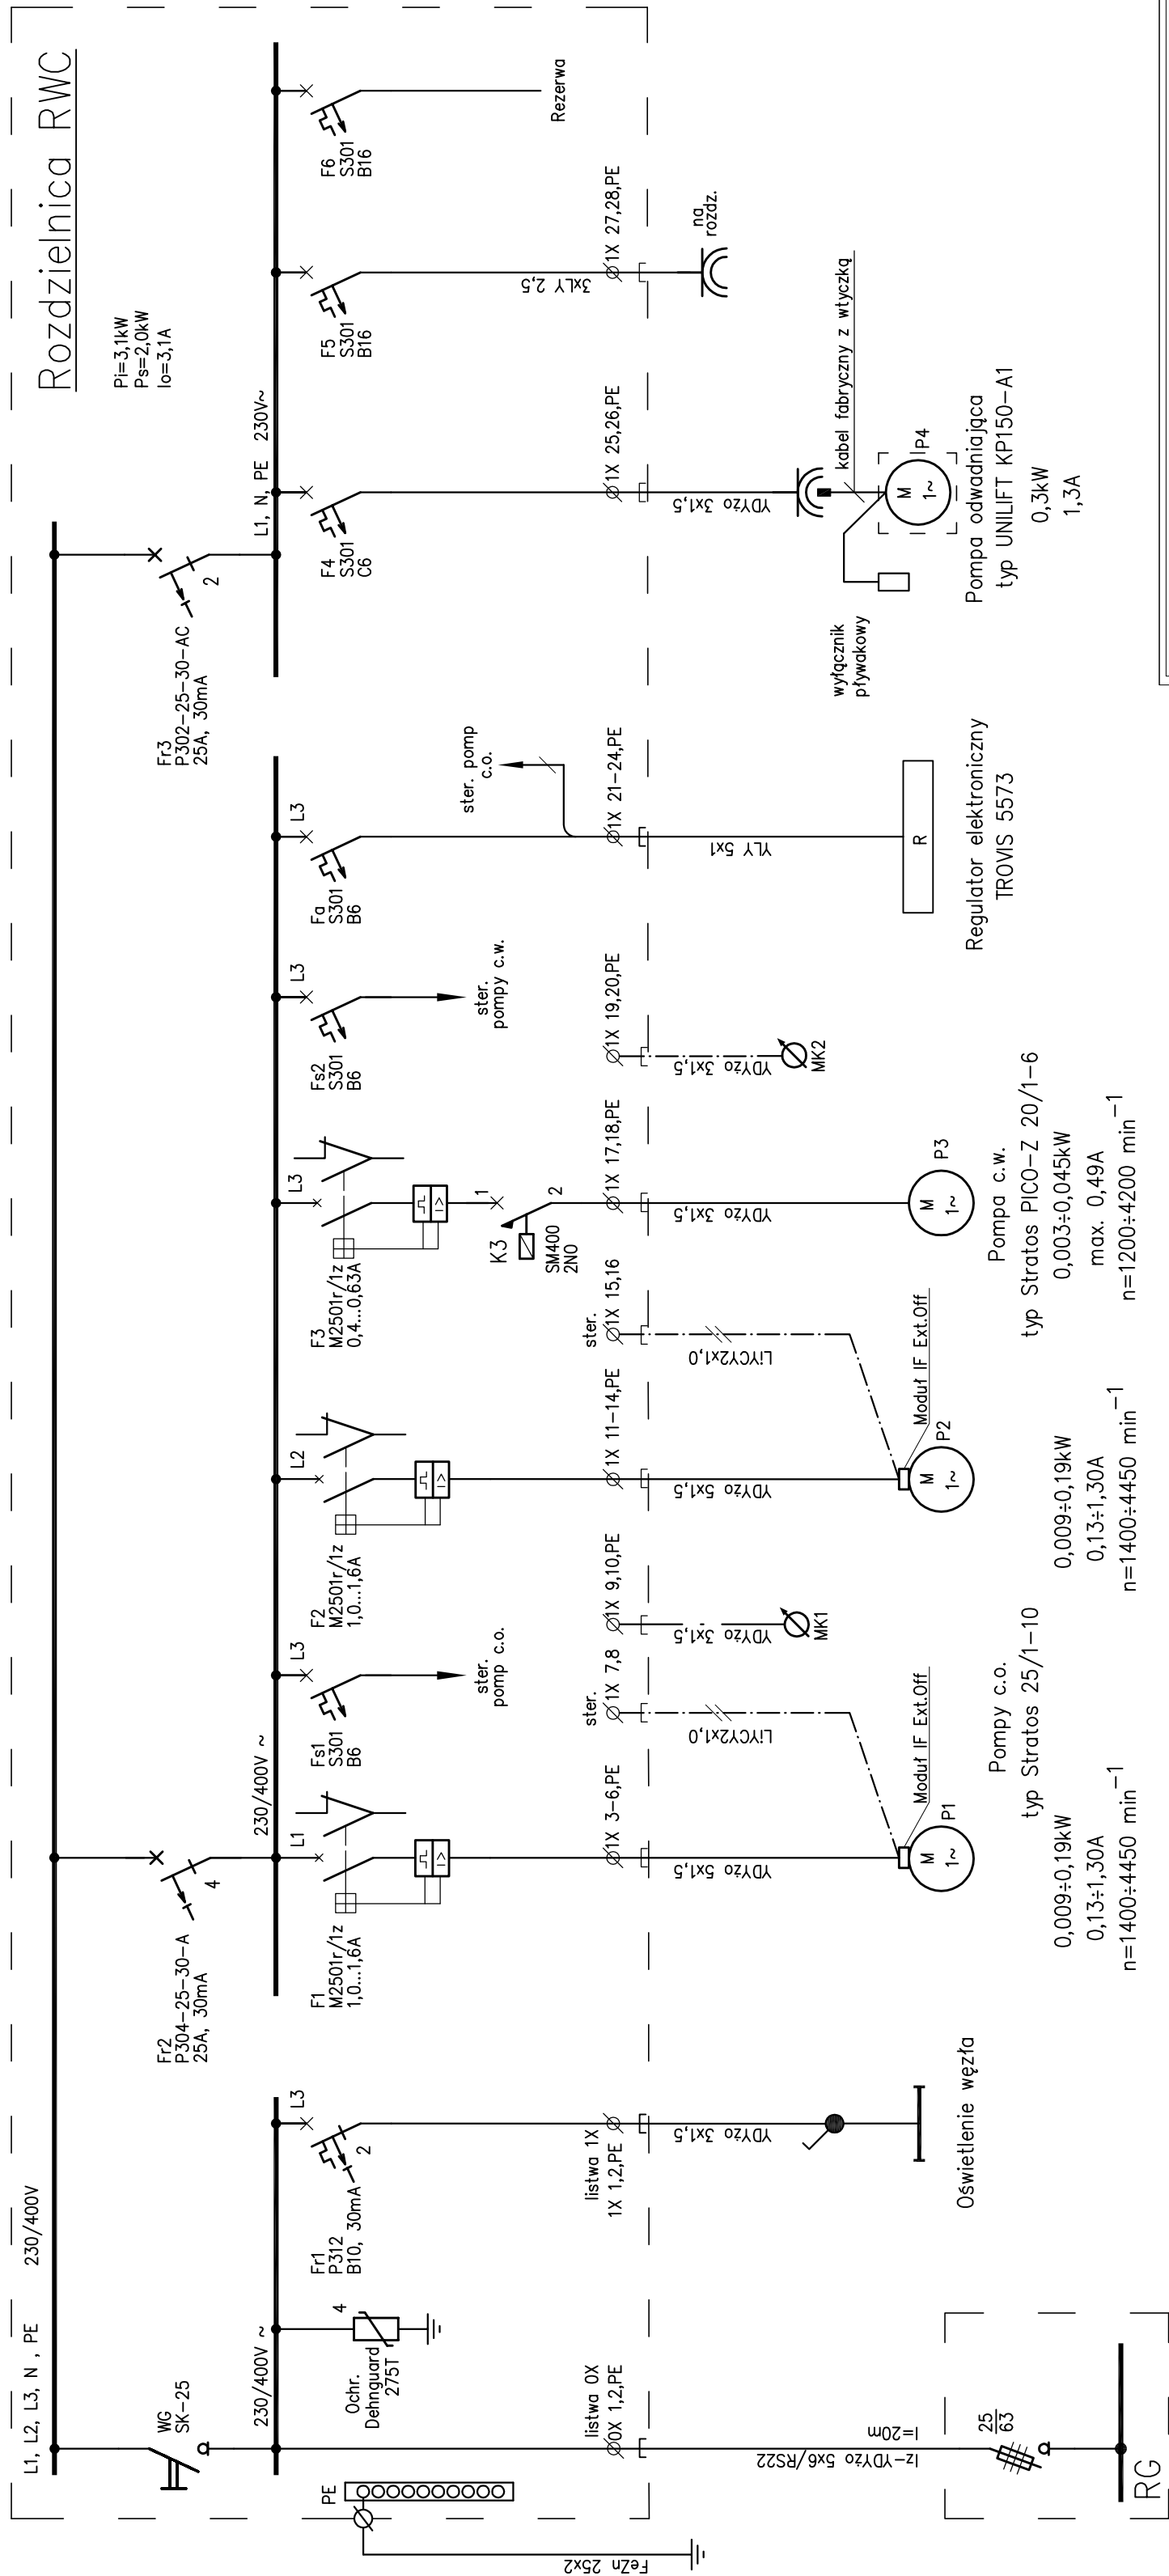 Rozdzielnica RWC
Pi=3,1kW
Ps=2,0kW
Io=3,1A
L1, L2, L3, N , PE   230/400V
WG
SK-25
230/400V ~
Ochr.
Dehnguard
275T
4
PE
FeZn 25x2
listwa 0X
0X 1,2,PE
Iz-YDYżo 5x6/RS22
l=20m
25
63
RG
Fr1
P312
B10, 30mA
L3
2
listwa 1X
1X 1,2,PE
YDYżo 3x1,5
Oświetlenie węzła
Fr2
P304-25-30-A
25A, 30mA
4
230/400V ~
F1
M2501r/1z
1,0...1,6A
L1
I>
1X 3-6,PE
YDYżo 5x1,5
M
1~
P1
Moduł IF Ext.Off
0,009÷0,19kW
0,13÷1,30A
n=1400÷4450 min-1
Fs1
S301
B6
L3
ster.
pomp c.o.
ster.
1X 7,8
LiYCY2x1,0
1X 9,10,PE
YDYżo 3x1,5
MK1
Pompy c.o.
typ Stratos 25/1-10
F2
M2501r/1z
1,0...1,6A
L2
I>
1X 11-14,PE
YDYżo 5x1,5
M
1~
P2
Moduł IF Ext.Off
0,009÷0,19kW
0,13÷1,30A
n=1400÷4450 min-1
ster.
1X 15,16
LiYCY2x1,0
F3
M2501r/1z
0,4...0,63A
L3
I>
K3
1
2
SM400
2NO
1X 17,18,PE
YDYżo 3x1,5
M
1~
P3
Pompa c.w.
typ Stratos PICO-Z 20/1-6
0,003÷0,045kW
max. 0,49A
n=1200÷4200 min-1
Fs2
S301
B6
L3
ster.
pompy c.w.
1X 19,20,PE
YDYżo 3x1,5
MK2
Fa
S301
B6
L3
ster. pomp
c.o.
1X 21-24,PE
YLY 5x1
R
Regulator elektroniczny
TROVIS 5573
Fr3
P302-25-30-AC
25A, 30mA
2
L1, N, PE  230V~
F4
S301
C6
1X 25,26,PE
YDYżo 3x1,5
kabel fabryczny z wtyczką
wyłącznik
pływakowy
M
1~
P4
Pompa odwadniająca
typ UNILIFT KP150-A1
0,3kW
1,3A
F5
S301
B16
3xLY 2,5
1X 27,28,PE
na
rozdz.
F6
S301
B16
Rezerwa